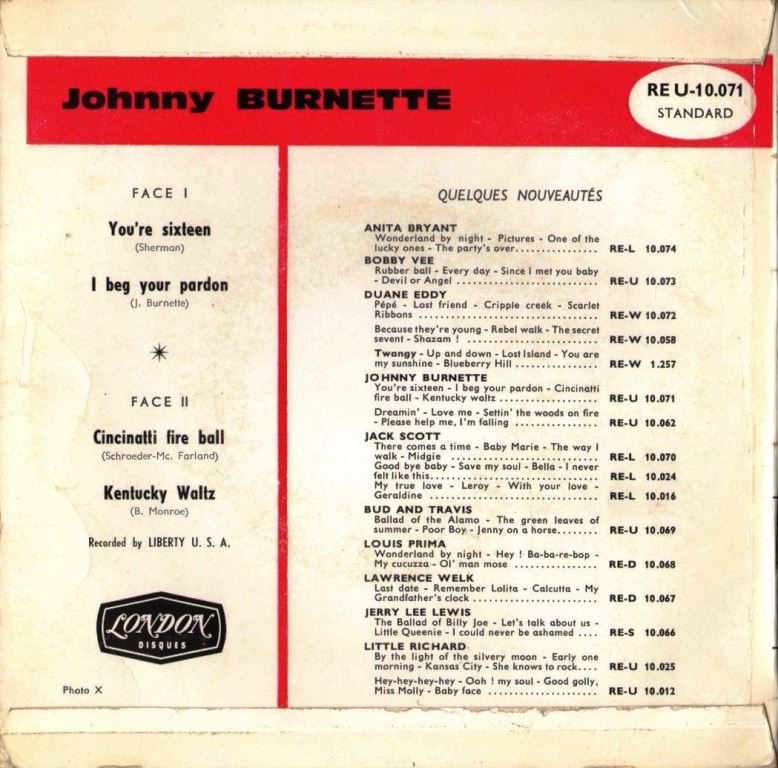 Johnny BURNETTE
RE U-10.071
STANDARD
FACE I
You're sixteen
(Sherman)
I beg your pardon
(J. Burnette)
FACE II
Cincinatti fire ball
(Schroeder-Mc. Farland)
Kentucky Waltz
(B. Monroe)
Recorded by LIBERTY U. S. A.
LONDON
DISQUES
Photo X
QUELQUES NOUVEAUTÉS
ANITA BRYANT
Wonderland by night - Pictures - One of the
lucky ones - The party's over................ RE-L 10.074
BOBBY VEE
Rubber ball - Every day - Since I met you baby
- Devil or Angel ........................... RE-U 10.073
DUANE EDDY
Pépé - Lost friend - Cripple creek - Scarlet
Ribbons .................................. RE-W 10.072
Because they're young - Rebel walk - The secret
sevent - Shazam ! ......................... RE-W 10.058
Twangy - Up and down - Lost Island - You are
my sunshine - Blueberry Hill ................ RE-W 1.257
JOHNNY BURNETTE
You're sixteen - I beg your pardon - Cincinatti
fire ball - Kentucky waltz ................... RE-U 10.071
Dreamin' - Love me - Settin' the woods on fire
- Please help me, I'm falling ................ RE-U 10.062
JACK SCOTT
There comes a time - Baby Marie - The way I
walk - Midgie ............................ RE-L 10.070
Good bye baby - Save my soul - Bella - I never
felt like this................................ RE-L 10.024
My true love - Leroy - With your love -
Geraldine ................................ RE-L 10.016
BUD AND TRAVIS
Ballad of the Alamo - The green leaves of
summer - Poor Boy - Jenny on a horse........ RE-U 10.069
LOUIS PRIMA
Wonderland by night - Hey ! Ba-ba-re-bop -
My cucuzza - Ol' man mose ................ RE-D 10.068
LAWRENCE WELK
Last date - Remember Lolita - Calcutta - My
Grandfather's clock ........................ RE-D 10.067
JERRY LEE LEWIS
The Ballad of Billy Joe - Let's talk about us -
Little Queenie - I could never be ashamed .... RE-S 10.066
LITTLE RICHARD
By the light of the silvery moon - Early one
morning - Kansas City - She knows to rock.... RE-U 10.025
Hey-hey-hey-hey - Ooh ! my soul - Good golly,
Miss Molly - Baby face ..................... RE-U 10.012